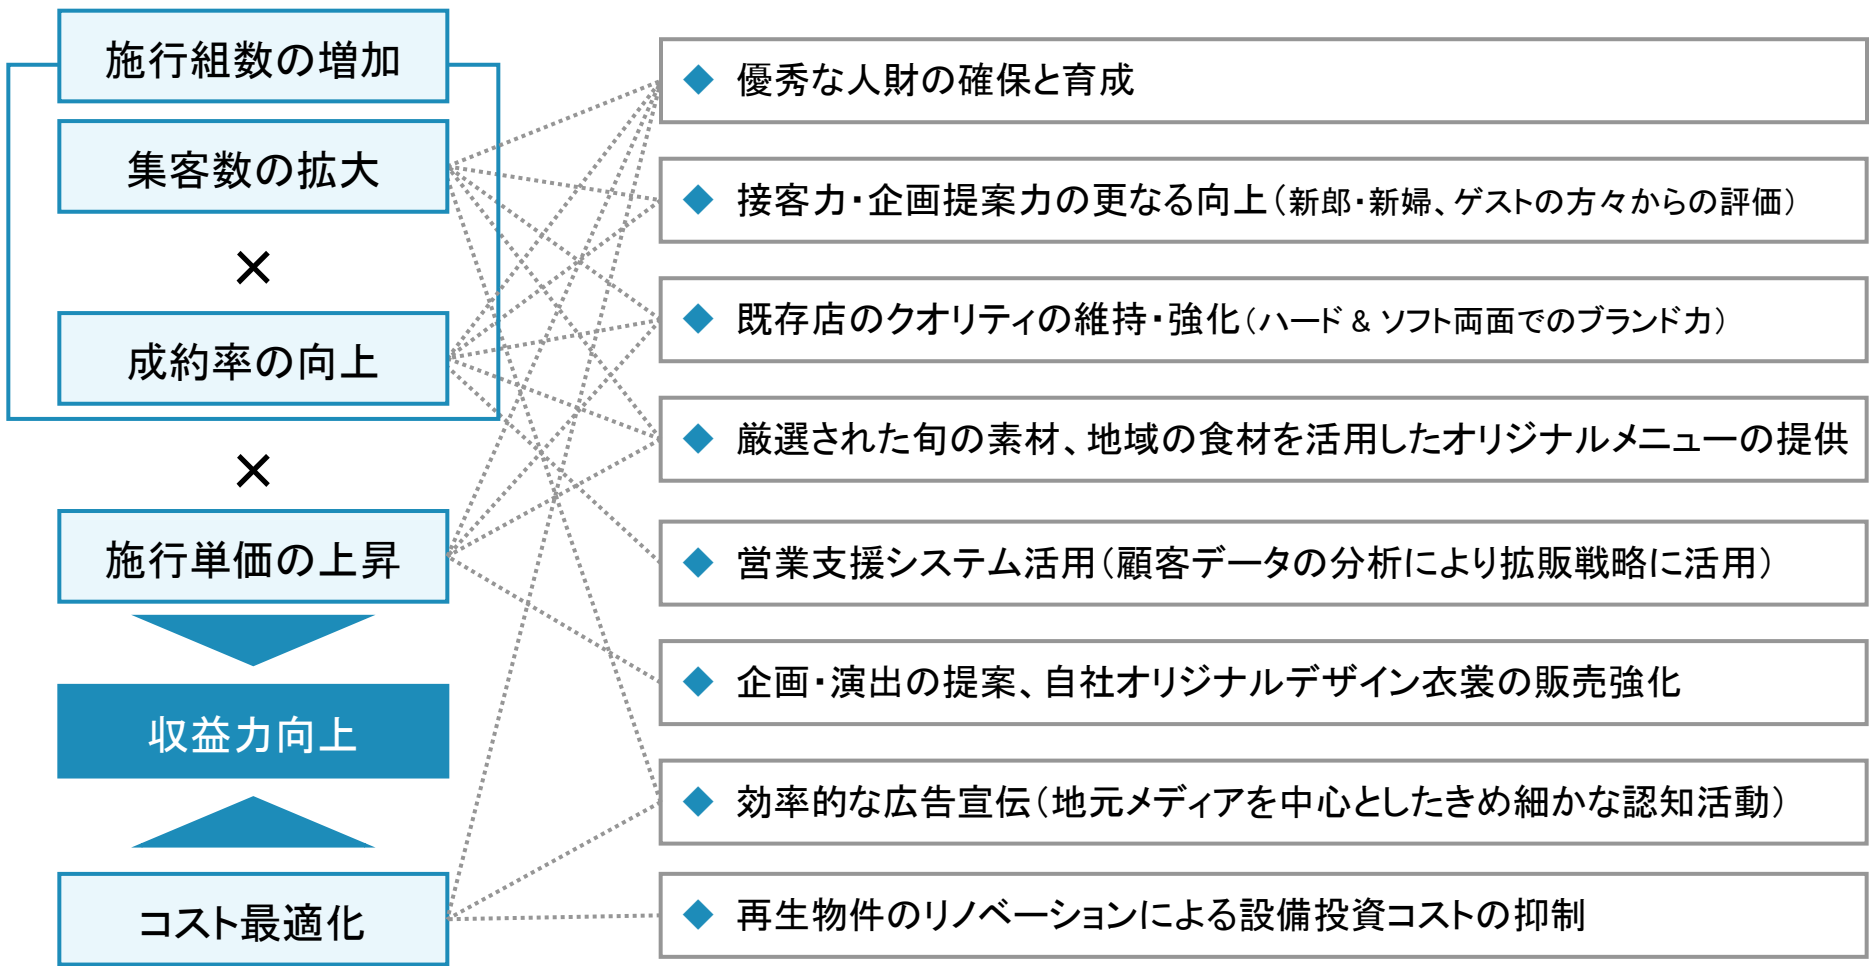 施行組数の増加
集客数の拡大
×
成約率の向上
×
施行単価の上昇
収益力向上
コスト最適化
◆ 優秀な人財の確保と育成
◆ 接客力・企画提案力の更なる向上（新郎・新婦、ゲストの方々からの評価）
◆ 既存店のクオリティの維持・強化（ハード & ソフト両面でのブランド力）
◆ 厳選された旬の素材、地域の食材を活用したオリジナルメニューの提供
◆ 営業支援システム活用（顧客データの分析により拡販戦略に活用）
◆ 企画・演出の提案、自社オリジナルデザイン衣裳の販売強化
◆ 効率的な広告宣伝（地元メディアを中心としたきめ細かな認知活動）
◆ 再生物件のリノベーションによる設備投資コストの抑制